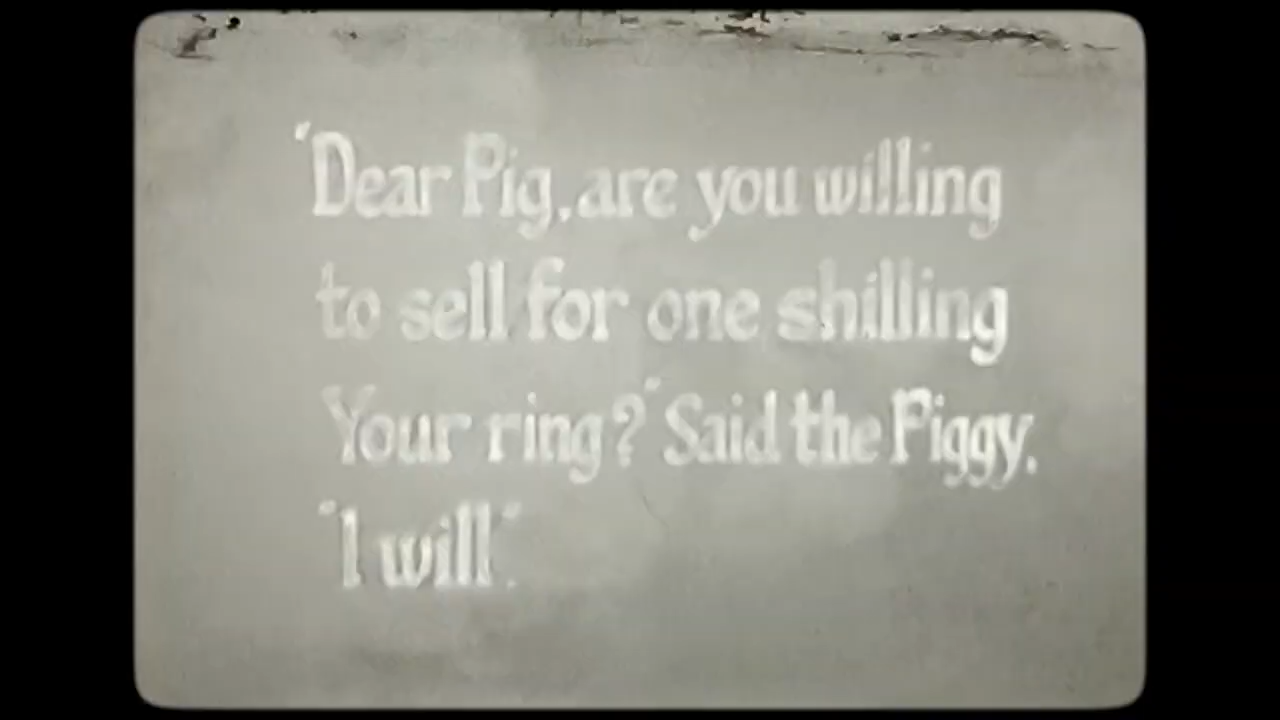 "Dear Pig, are you willing
to sell for one shilling
Your ring?" Said the Piggy,
"I will".